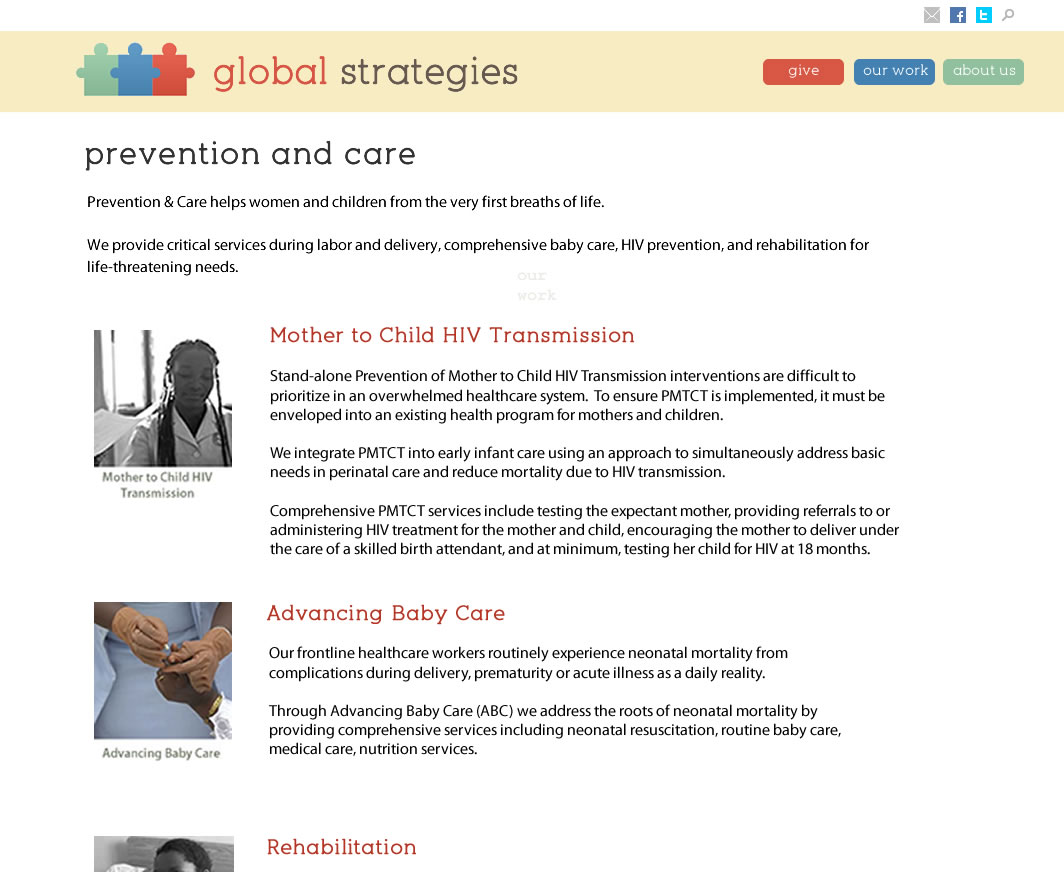 global strategies
give
our work
about us
prevention and care
Prevention & Care helps women and children from the very first breaths of life.
We provide critical services during labor and delivery, comprehensive baby care, HIV prevention, and rehabilitation for
life-threatening needs.
our
work
Mother to Child HIV
Transmission
Mother to Child HIV Transmission
Stand-alone Prevention of Mother to Child HIV Transmission interventions are difficult to
prioritize in an overwhelmed healthcare system. To ensure PMTCT is implemented, it must be
enveloped into an existing health program for mothers and children.
We integrate PMTCT into early infant care using an approach to simultaneously address basic
needs in perinatal care and reduce mortality due to HIV transmission.
Comprehensive PMTCT services include testing the expectant mother, providing referrals to or
administering HIV treatment for the mother and child, encouraging the mother to deliver under
the care of a skilled birth attendant, and at minimum, testing her child for HIV at 18 months.
Advancing Baby Care
Advancing Baby Care
Our frontline healthcare workers routinely experience neonatal mortality from
complications during delivery, prematurity or acute illness as a daily reality.
Through Advancing Baby Care (ABC) we address the roots of neonatal mortality by
providing comprehensive services including neonatal resuscitation, routine baby care,
medical care, nutrition services.
Rehabilitation